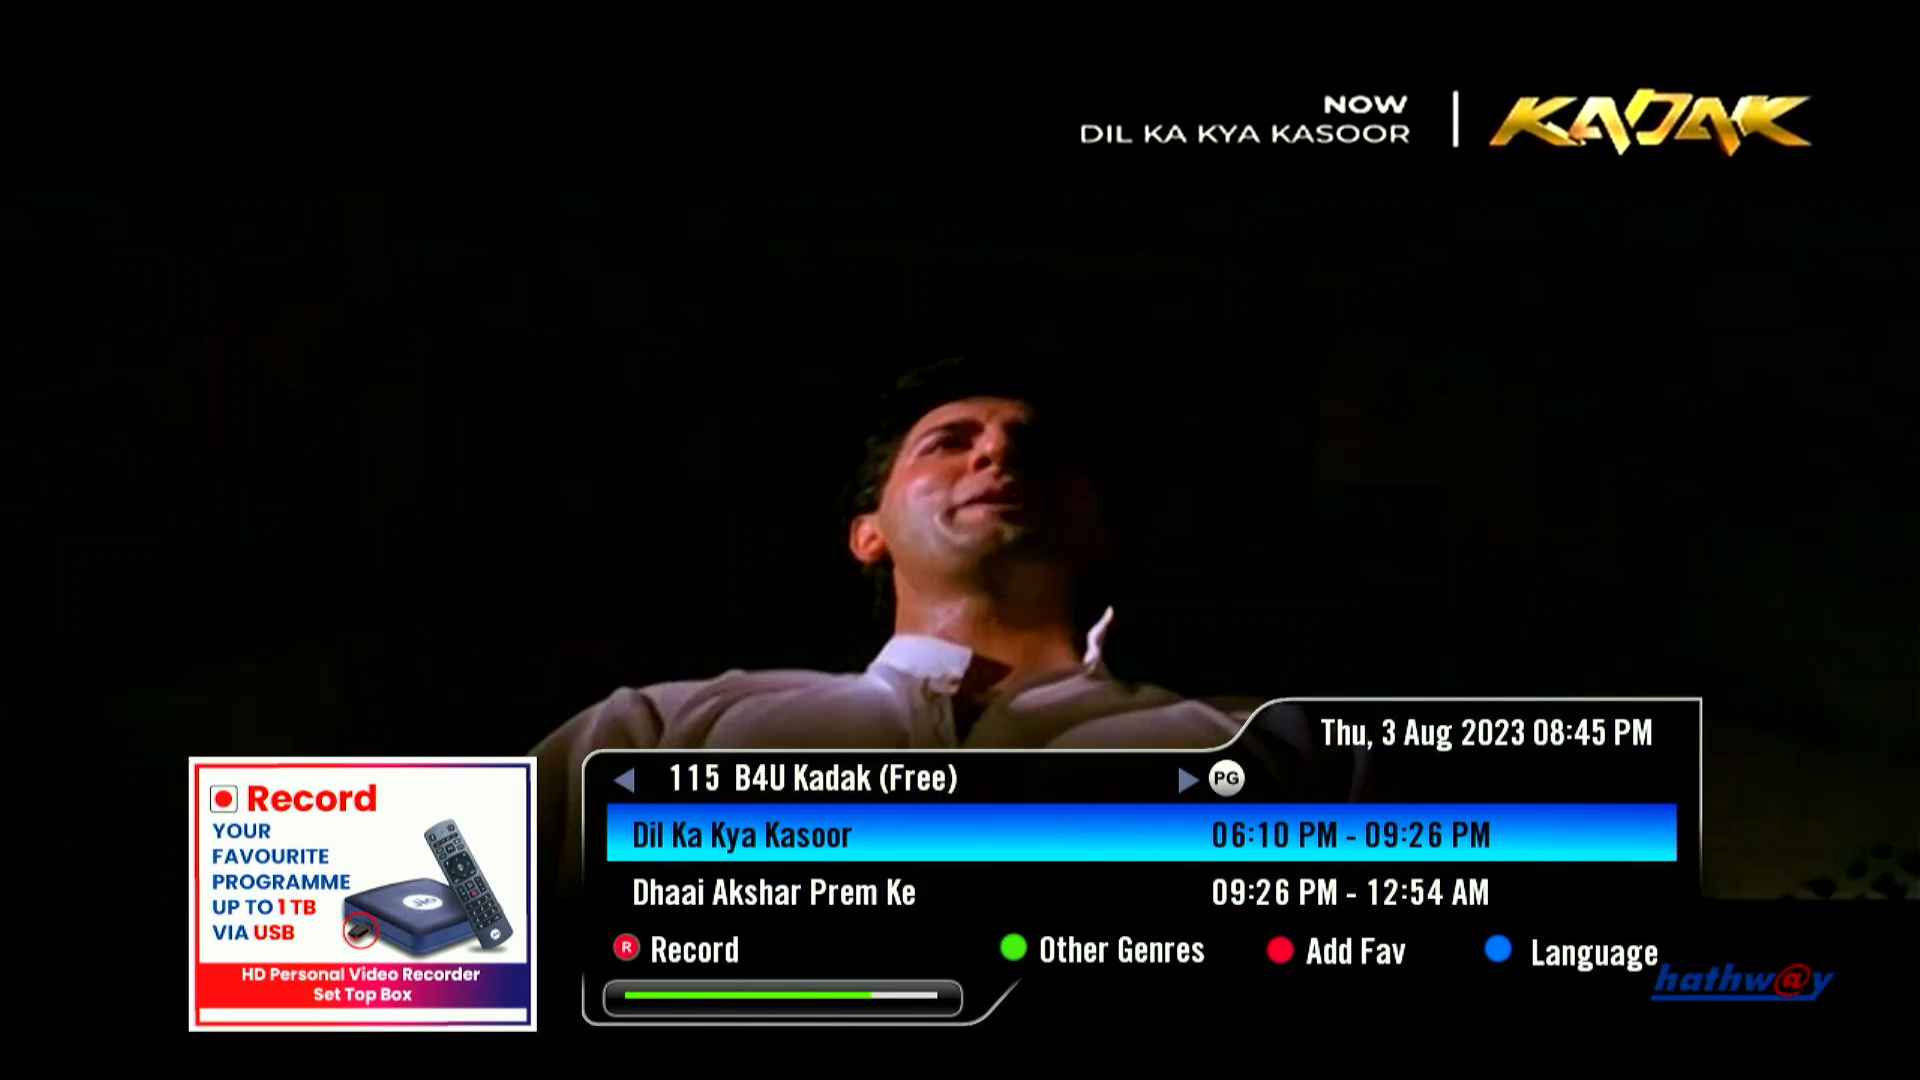 NOW
DIL KA KYA KASOOR
KADAK
Thu, 3 Aug 2023 08:45 PM
115 B4U Kadak (Free)
PG
Dil Ka Kya Kasoor 06:10 PM - 09:26 PM
Dhaai Akshar Prem Ke 09:26 PM - 12:54 AM
R Record Other Genres Add Fav Language
hathw@y
Record
YOUR
FAVOURITE
PROGRAMME
UP TO 1 TB
VIA USB
Jio
HD Personal Video Recorder
Set Top Box